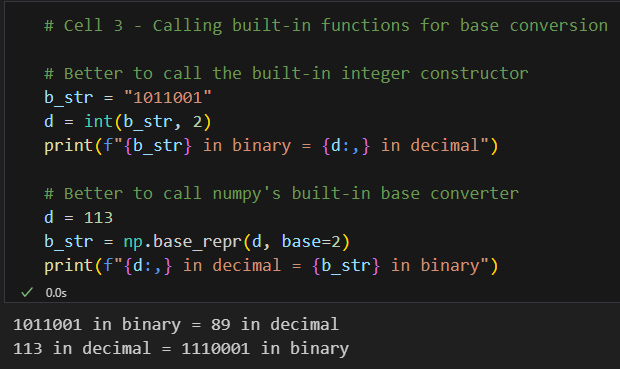 # Cell 3 - Calling built-in functions for base conversion
# Better to call the built-in integer constructor
b_str = "1011001"
d = int(b_str, 2)
print(f"{b_str} in binary = {d:,} in decimal")
# Better to call numpy's built-in base converter
d = 113
b_str = np.base_repr(d, base=2)
print(f"{d:,} in decimal = {b_str} in binary")
0.0s
1011001 in binary = 89 in decimal
113 in decimal = 1110001 in binary